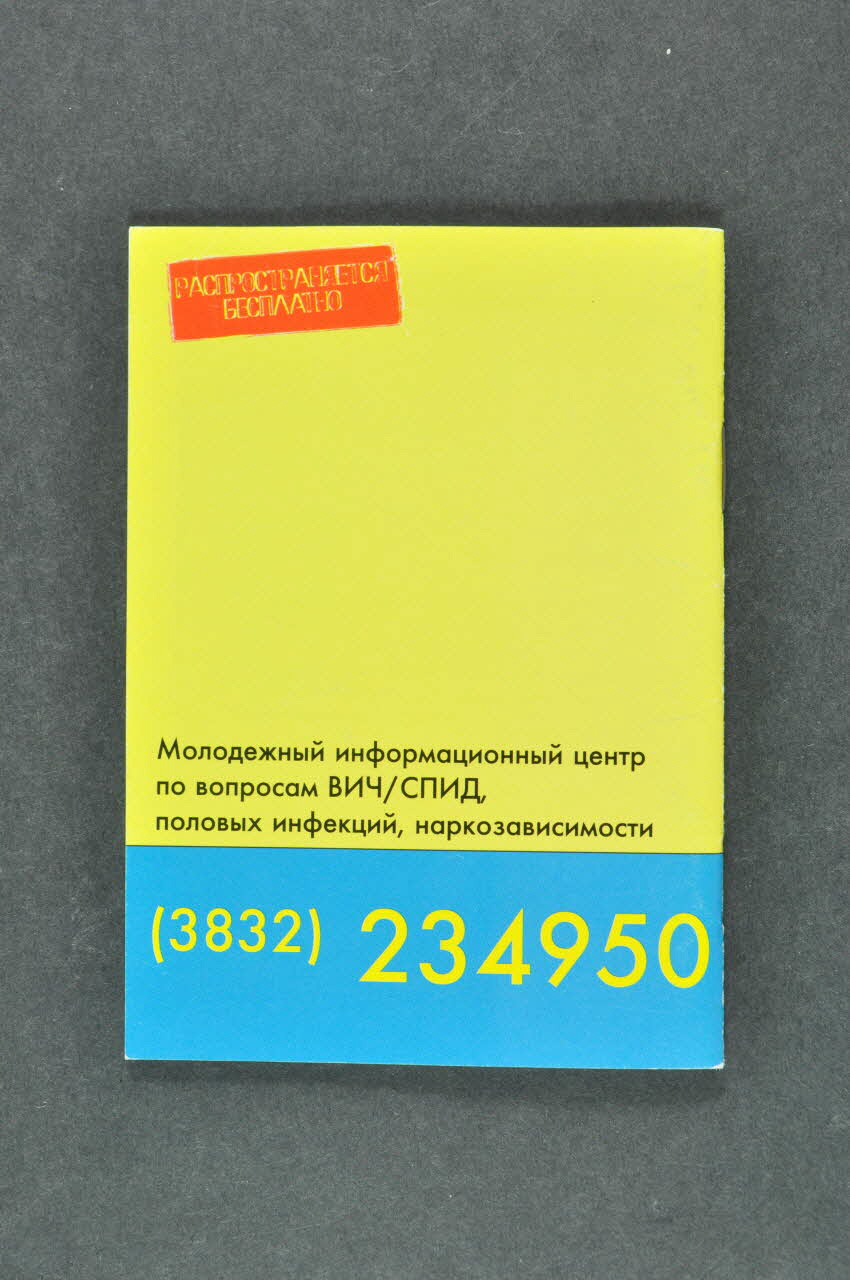 РАСПРОСТРАНЯЕТСЯ
БЕСПЛАТНО
Молодежный информационный центр
по вопросам ВИЧ/СПИД,
половых инфекций, наркозависимости
(3832) 234950